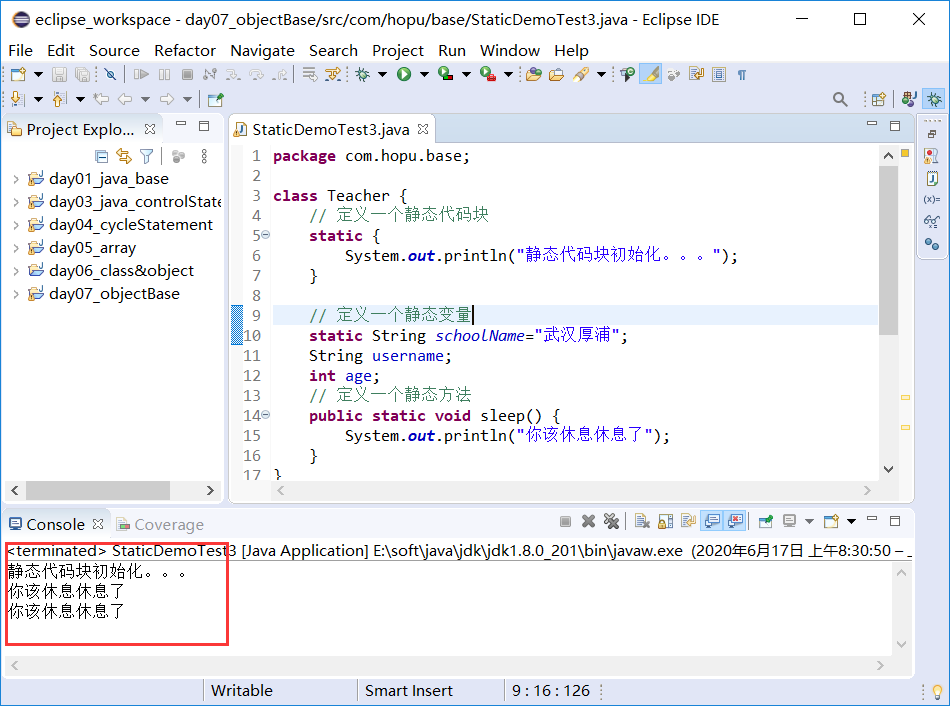 eclipse_workspace - day07_objectBase/src/com/hopu/base/StaticDemoTest3.java - Eclipse IDE
File Edit Source Refactor Navigate Search Project Run Window Help
Project Explo...
day01_java_base
day03_java_controlState
day04_cycleStatement
day05_array
day06_class&object
day07_objectBase
StaticDemoTest3.java
1 package com.hopu.base;
2
3 class Teacher {
4 // 定义一个静态代码块
5 static {
6 System.out.println("静态代码块初始化。。。");
7 }
8
9 // 定义一个静态变量
10 static String schoolName="武汉厚浦";
11 String username;
12 int age;
13 // 定义一个静态方法
14 public static void sleep() {
15 System.out.println("你该休息休息了");
16 }
17 }
Console Coverage
<terminated> StaticDemoTest3 [Java Application] E:\soft\java\jdk\jdk1.8.0_201\bin\javaw.exe (2020年6月17日 上午8:30:50 –
静态代码块初始化。。。
你该休息休息了
你该休息休息了
Writable Smart Insert 9 : 16 : 126